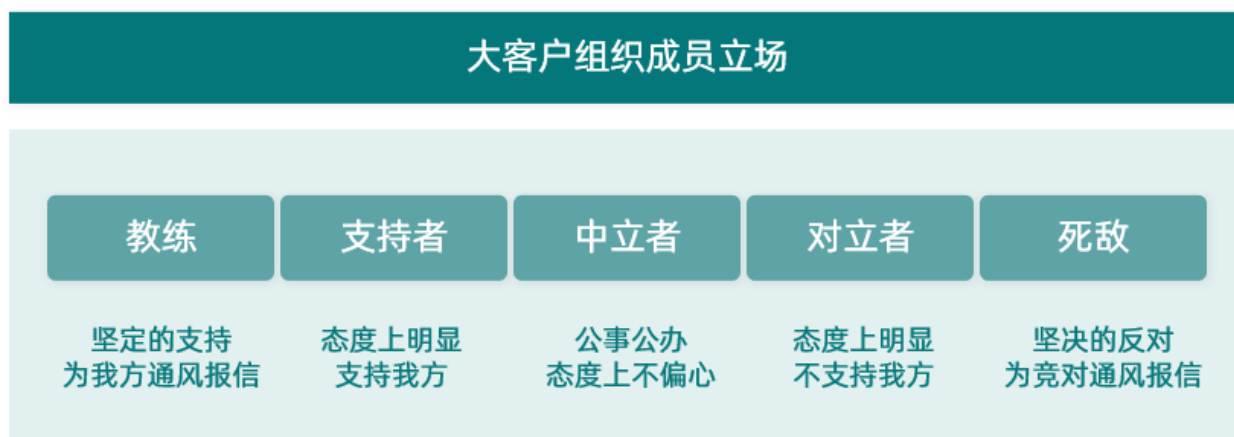 大客户组织成员立场
教练
支持者
中立者
对立者
死敌
坚定的支持
为我方通风报信
态度上明显
支持我方
公事公办
态度上不偏心
态度上明显
不支持我方
坚决的反对
为竞对通风报信